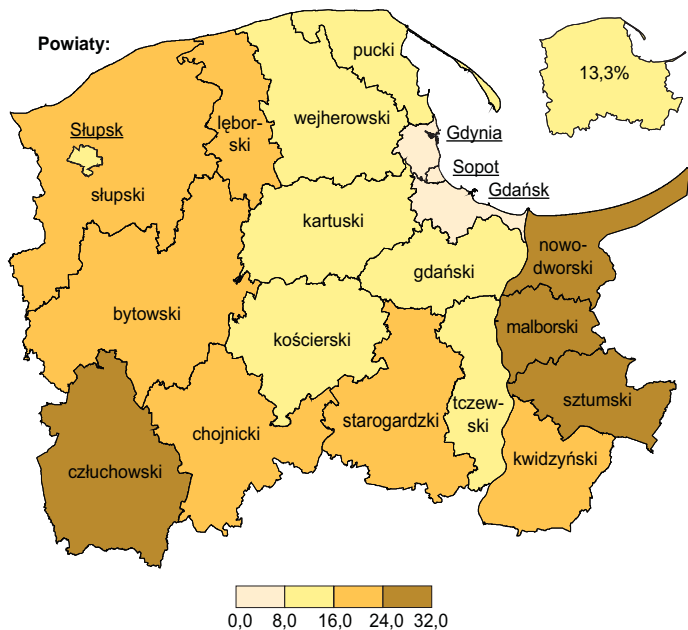 Powiaty:
pucki
13,3%
wejherowski
lębor-
ski
Gdynia
Słupsk
Sopot
Gdańsk
słupski
kartuski
nowo-
dworski
gdański
bytowski
malborski
kościerski
sztumski
tczew-
ski
starogardzki
chojnicki
kwidzyński
człuchowski
0,0 8,0 16,0 24,0 32,0